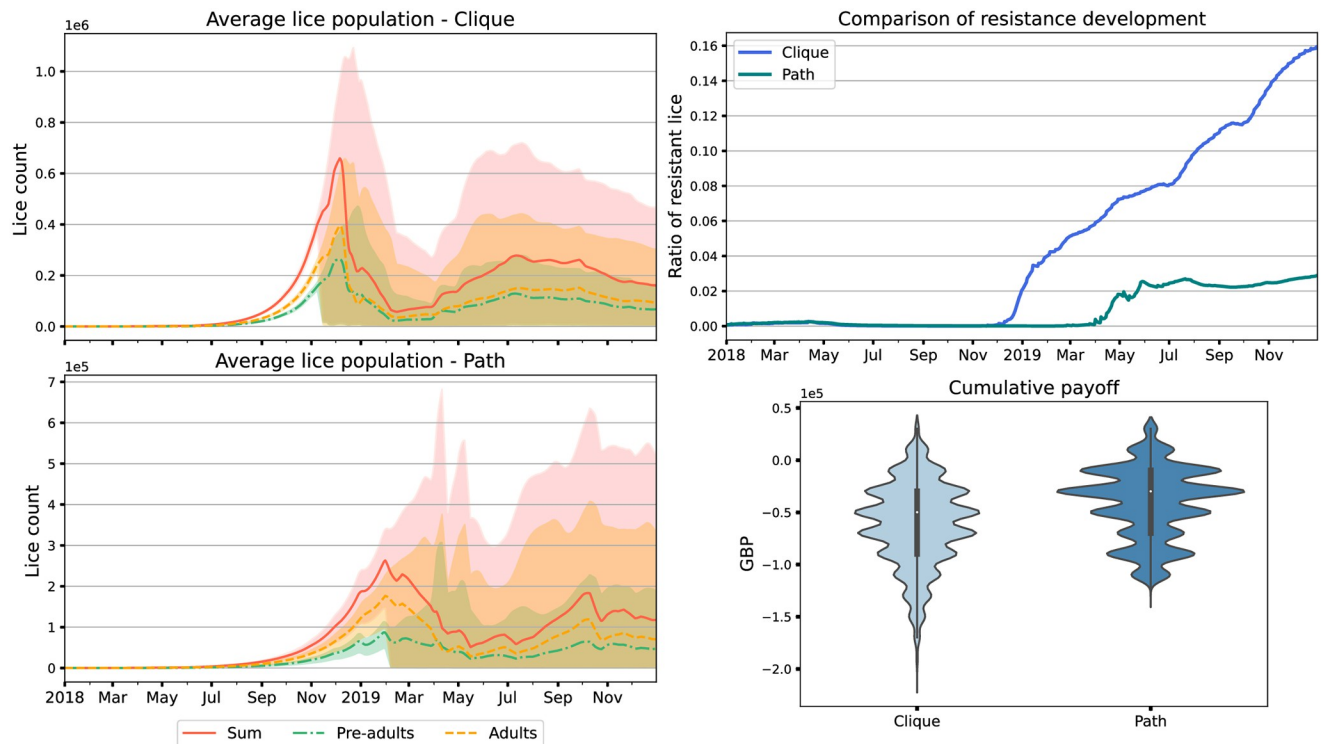 Average lice population - Clique
1e6
1.0
0.8
0.6
0.4
0.2
0.0
Lice count
Average lice population - Path
1e5
7
6
5
4
3
2
1
0
Lice count
2018 Mar May Jul Sep Nov 2019 Mar May Jul Sep Nov
Sum Pre-adults Adults
Comparison of resistance development
Clique
Path
0.16
0.14
0.12
0.10
0.08
0.06
0.04
0.02
0.00
Ratio of resistant lice
2018 Mar May Jul Sep Nov 2019 Mar May Jul Sep Nov
Cumulative payoff
1e5
0.5
0.0
−0.5
−1.0
−1.5
−2.0
GBP
Clique Path